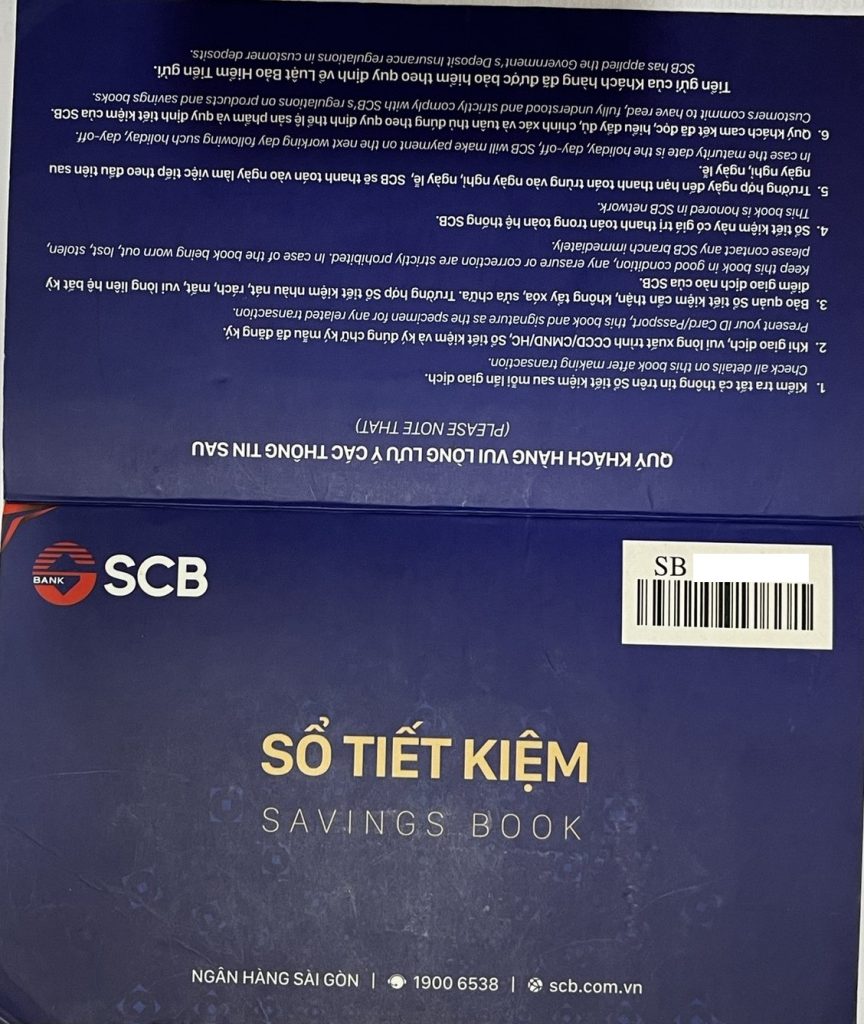 QUÝ KHÁCH HÀNG VUI LÒNG LƯU Ý CÁC THÔNG TIN SAU
(PLEASE NOTE THAT)
1. Kiểm tra tất cả thông tin trên Sổ tiết kiệm sau mỗi lần giao dịch.
Check all details on this book after making transaction.
2. Khi giao dịch, vui lòng xuất trình CCCD/CMND/HC, Sổ tiết kiệm và ký đúng chữ ký mẫu đã đăng ký.
Present your ID Card/Passport, this book and signature as the specimen for any related transaction.
3. Bảo quản Sổ tiết kiệm cẩn thận, không tẩy xóa, sửa chữa. Trường hợp Sổ tiết kiệm nhàu nát, rách, mất, vui lòng liên hệ bất kỳ
điểm giao dịch nào của SCB.
Keep this book in good condition, any erasure or correction are strictly prohibited. In case of the book being worn out, lost, stolen,
please contact any SCB branch immediately.
4. Sổ tiết kiệm này có giá trị thanh toán trong toàn hệ thống SCB.
This book is honored in SCB network.
5. Trường hợp ngày đến hạn thanh toán trùng vào ngày nghỉ, ngày lễ, SCB sẽ thanh toán vào ngày làm việc tiếp theo đầu tiên sau
ngày nghỉ, ngày lễ.
In case the maturity date is the holiday, day-off, SCB will make payment on the next working day following such holiday, day-off.
6. Quý khách cam kết đã đọc, hiểu đầy đủ, chính xác và tuân thủ đúng theo quy định thể lệ sản phẩm và quy định tiết kiệm của SCB.
Customers commit to have read, fully understood and strictly comply with SCB's regulations on products and savings books.
Tiền gửi của Khách hàng đã được bảo hiểm theo quy định về Luật Bảo Hiểm Tiền gửi.
SCB has applied the Government's Deposit Insurance regulations in customer deposits.
BANK SCB
SB
SỔ TIẾT KIỆM
SAVINGS BOOK
NGÂN HÀNG SÀI GÒN | 1900 6538 | scb.com.vn